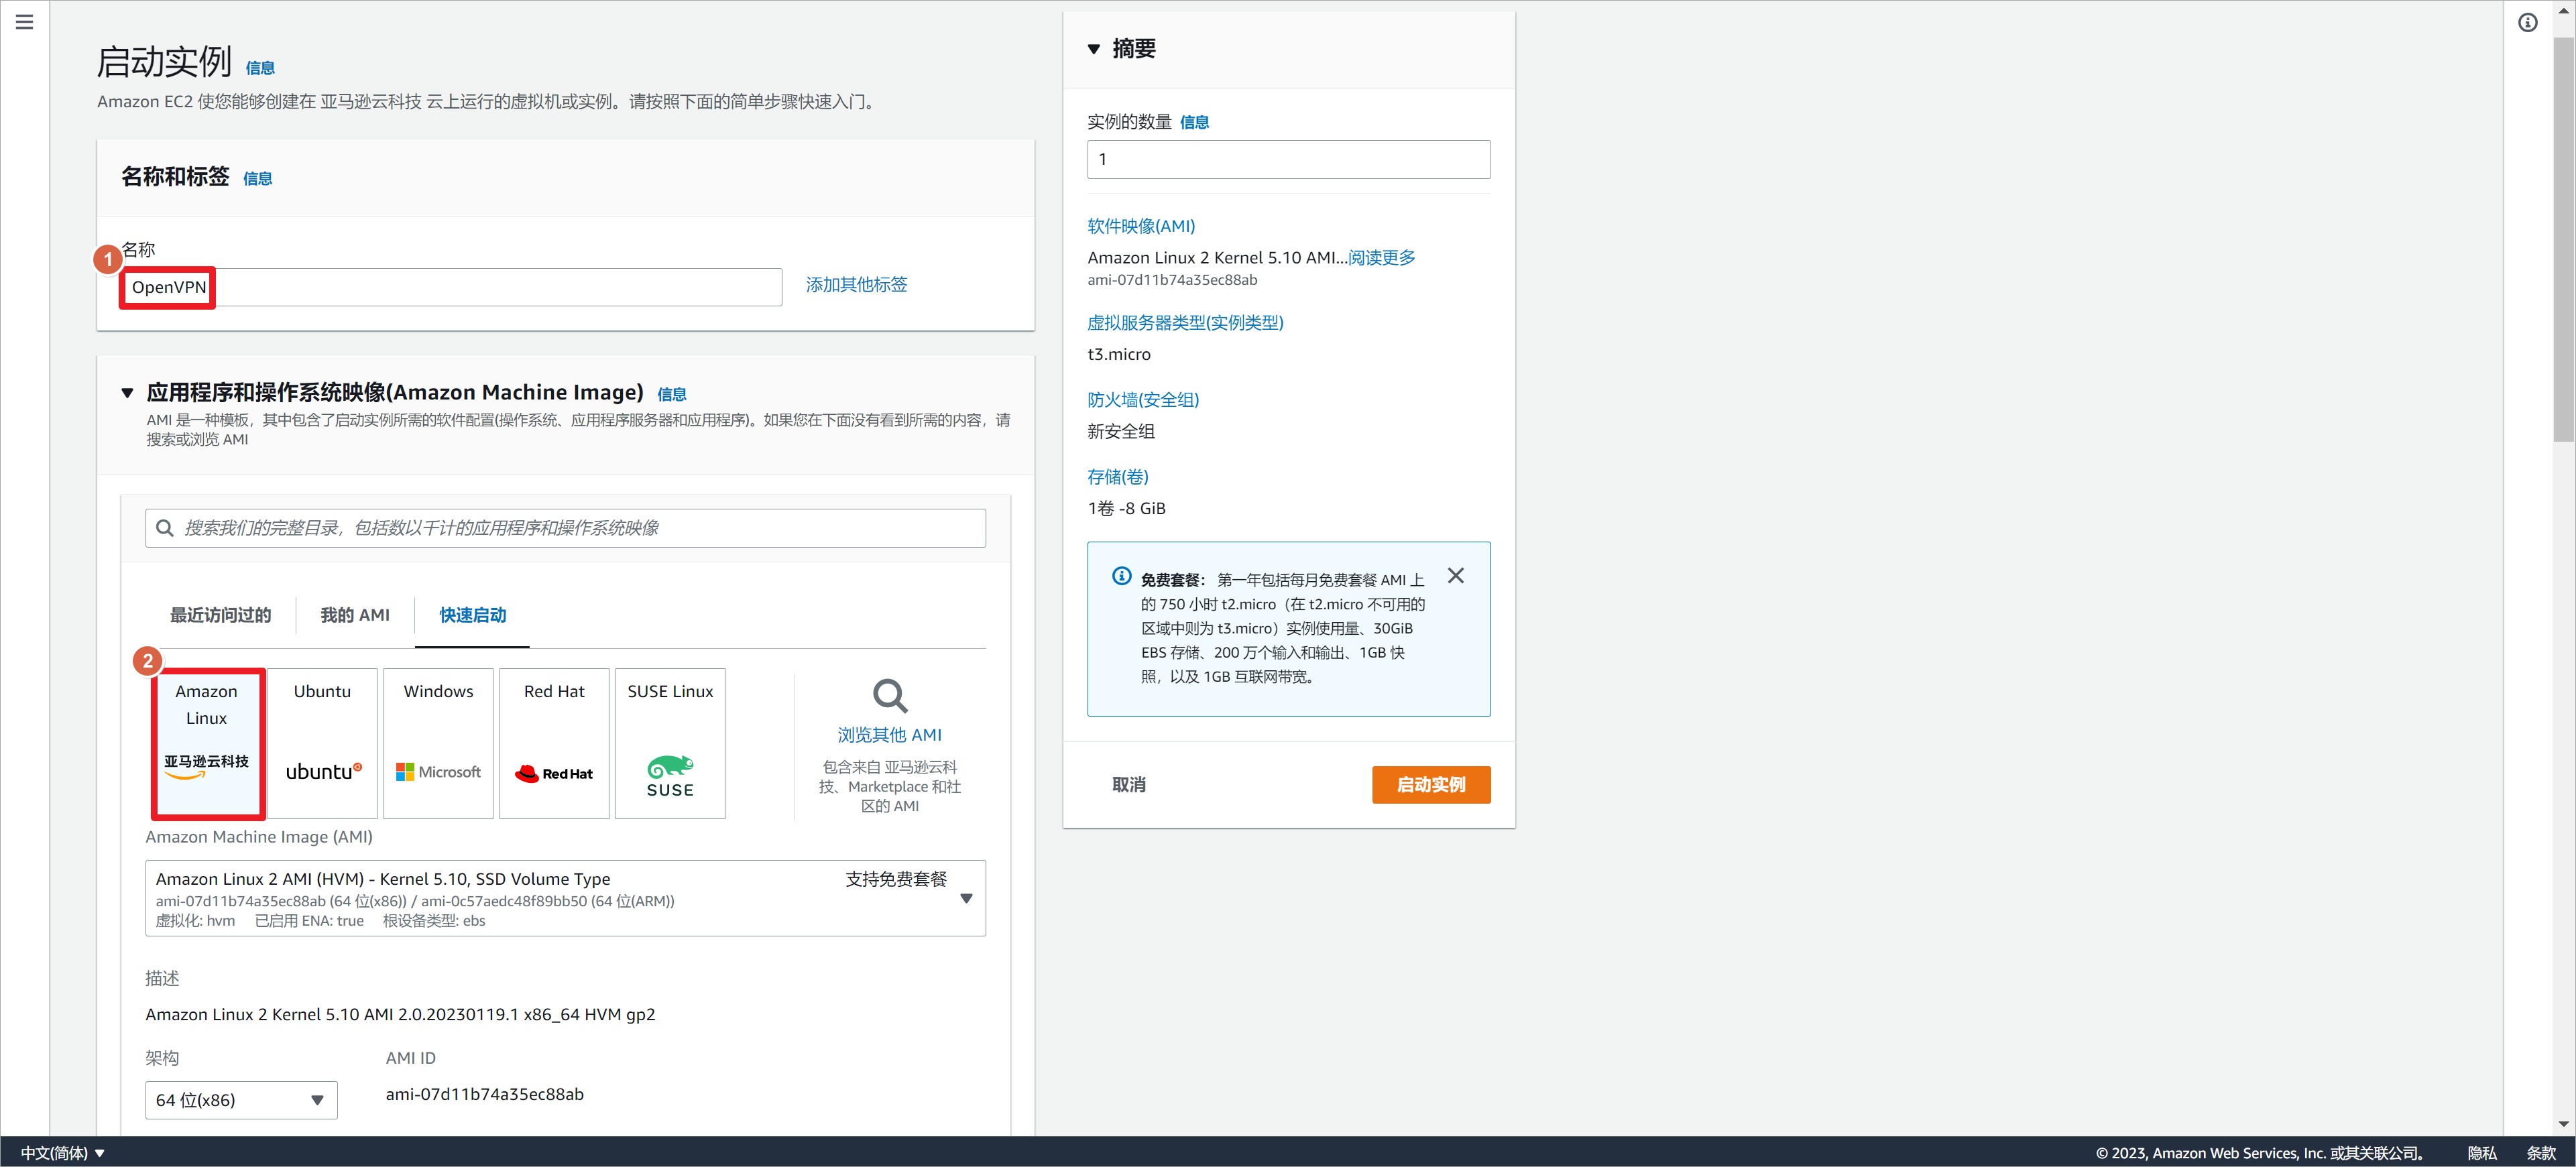 启动实例 信息
Amazon EC2 使您能够创建在 亚马逊云科技 云上运行的虚拟机或实例。请按照下面的简单步骤快速入门。
名称和标签 信息
1
名称
OpenVPN
添加其他标签
应用程序和操作系统映像(Amazon Machine Image) 信息
AMI 是一种模板，其中包含了启动实例所需的软件配置(操作系统、应用程序服务器和应用程序)。如果您在下面没有看到所需的内容，请
搜索或浏览 AMI
搜索我们的完整目录，包括数以千计的应用程序和操作系统映像
最近访问过的 我的 AMI 快速启动
2
Amazon
Linux
亚马逊云科技
Ubuntu
ubuntu
Windows
Microsoft
Red Hat
Red Hat
SUSE Linux
SUSE
浏览其他 AMI
包含来自 亚马逊云科
技、Marketplace 和社
区的 AMI
Amazon Machine Image (AMI)
Amazon Linux 2 AMI (HVM) - Kernel 5.10, SSD Volume Type 支持免费套餐
ami-07d11b74a35ec88ab (64 位(x86)) / ami-0c57aedc48f89bb50 (64 位(ARM))
虚拟化: hvm 已启用 ENA: true 根设备类型: ebs
描述
Amazon Linux 2 Kernel 5.10 AMI 2.0.20230119.1 x86_64 HVM gp2
架构 AMI ID
64 位(x86) ami-07d11b74a35ec88ab
摘要
实例的数量 信息
1
软件映像(AMI)
Amazon Linux 2 Kernel 5.10 AMI...阅读更多
ami-07d11b74a35ec88ab
虚拟服务器类型(实例类型)
t3.micro
防火墙(安全组)
新安全组
存储(卷)
1卷 -8 GiB
免费套餐： 第一年包括每月免费套餐 AMI 上
的 750 小时 t2.micro（在 t2.micro 不可用的
区域中则为 t3.micro）实例使用量、30GiB
EBS 存储、200 万个输入和输出、1GB 快
照，以及 1GB 互联网带宽。
取消 启动实例
中文(简体) © 2023, Amazon Web Services, Inc. 或其关联公司。 隐私 条款